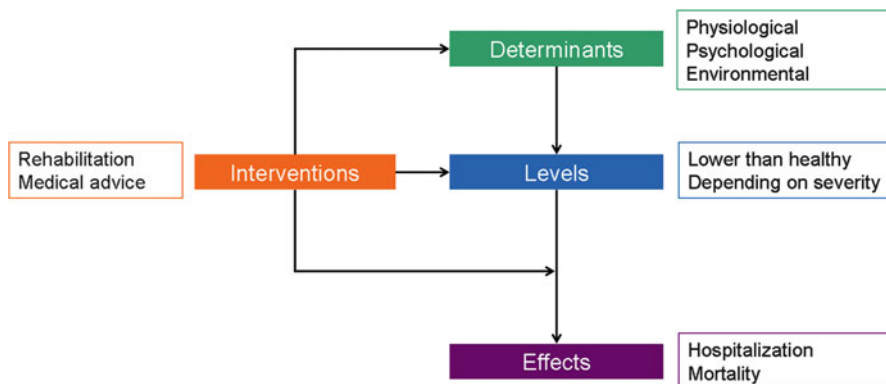 Determinants
Physiological
Psychological
Environmental
Rehabilitation
Medical advice
Interventions
Levels
Lower than healthy
Depending on severity
Effects
Hospitalization
Mortality